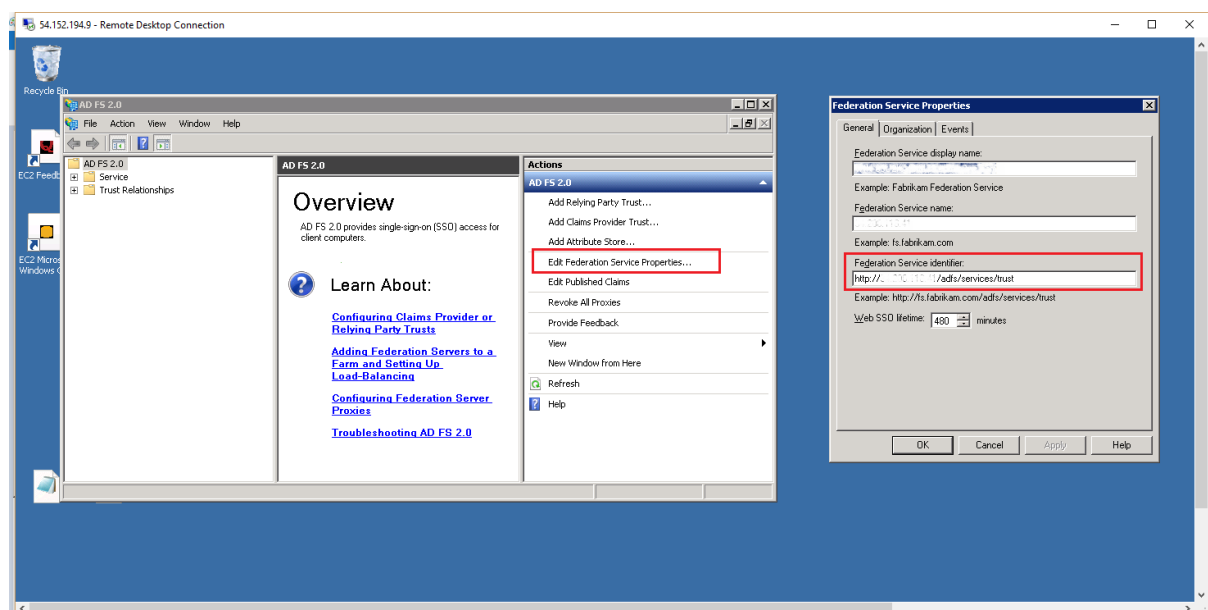 54.152.194.9 - Remote Desktop Connection
Recycle Bin
EC2 Feedb
EC2 Micros
Windows G
AD FS 2.0
File Action View Window Help
AD FS 2.0
Service
Trust Relationships
AD FS 2.0
Overview
AD FS 2.0 provides single-sign-on (SSO) access for
client computers.
Learn About:
Configuring Claims Provider or
Relying Party Trusts
Adding Federation Servers to a
Farm and Setting Up
Load-Balancing
Configuring Federation Server
Proxies
Troubleshooting AD FS 2.0
Actions
AD FS 2.0
Add Relying Party Trust...
Add Claims Provider Trust...
Add Attribute Store...
Edit Federation Service Properties...
Edit Published Claims
Revoke All Proxies
Provide Feedback
View
New Window from Here
Refresh
Help
Federation Service Properties
General Organization Events
Federation Service display name:
Example: Fabrikam Federation Service
Federation Service name:
Example: fs.fabrikam.com
Federation Service identifier:
http:// /adfs/services/trust
Example: http://fs.fabrikam.com/adfs/services/trust
Web SSO lifetime: 480 minutes
OK Cancel Apply Help